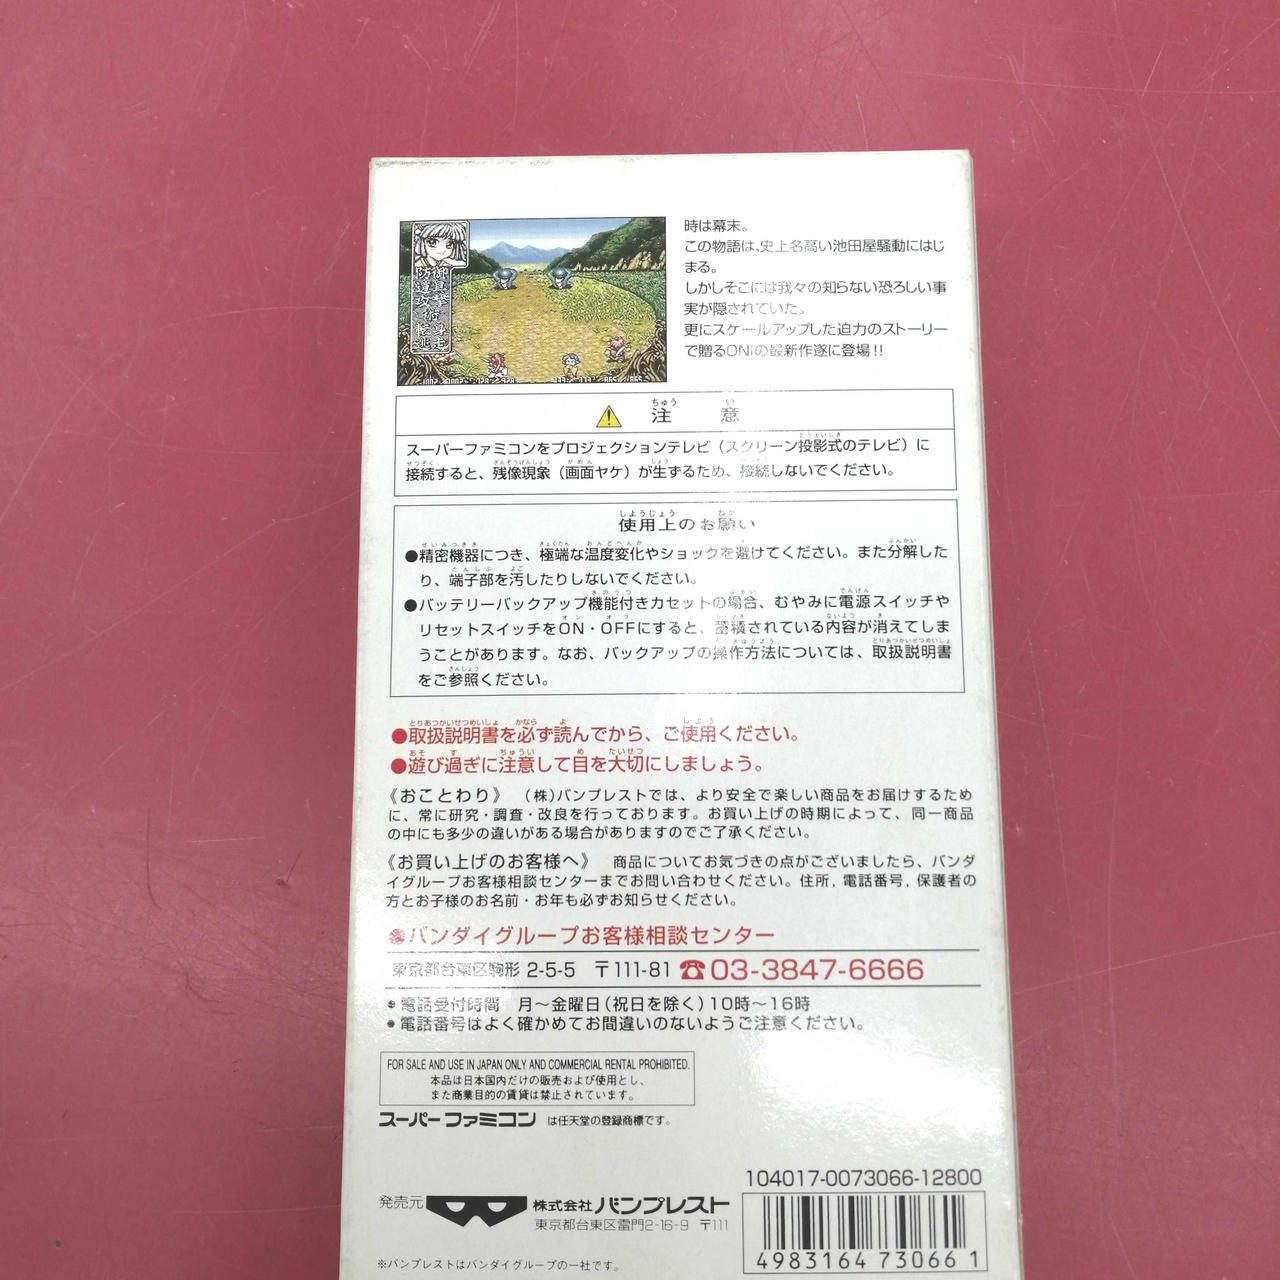 時は幕末。
この物語は、史上名高い池田屋騒動にはじ
まる。
しかしそこには我々の知らない恐ろしい事
実が隠されていた。
更にスケールアップした迫力のストーリー
で贈るONIの最新作遂に登場!!
注意
スーパーファミコンをプロジェクションテレビ（スクリーン投影式のテレビ）に
接続すると、残像現象（画面ヤケ）が生ずるため、接続しないでください。
使用上のお願い
●精密機器につき、極端な温度変化やショックを避けてください。また分解した
り、端子部を汚したりしないでください。
●バッテリーバックアップ機能付きカセットの場合、むやみに電源スイッチや
リセットスイッチをON・OFFにすると、蓄積されている内容が消えてしま
うことがあります。なお、バックアップの操作方法については、取扱説明書
をご参照ください。
●取扱説明書を必ず読んでから、ご使用ください。
●遊び過ぎに注意して目を大切にしましょう。
《おことわり》　（株）バンプレストでは、より安全で楽しい商品をお届けするため
に、常に研究・調査・改良を行っております。お買い上げの時期によって、同一商品
の中にも多少の違いがある場合がありますのでご了承ください。
《お買い上げのお客様へ》　商品についてお気づきの点がございましたら、バンダ
イグループお客様相談センターまでお問い合わせください。住所,電話番号,保護者の
方とお子様のお名前・お年も必ずお知らせください。
バンダイグループお客様相談センター
東京都台東区駒形 2-5-5　〒111-81 ☎03-3847-6666
●電話受付時間　月〜金曜日（祝日を除く）10時〜16時
●電話番号はよく確かめてお間違いのないようご注意ください。
FOR SALE AND USE IN JAPAN ONLY AND COMMERCIAL RENTAL PROHIBITED.
本品は日本国内だけの販売および使用とし、
また商業目的の賃貸は禁止されています。
スーパーファミコン は任天堂の登録商標です。
104017-0073066-12800
発売元 株式会社バンプレスト
東京都台東区雷門2-16-9　〒111
4983164730661
※バンプレストはバンダイグループの一社です。